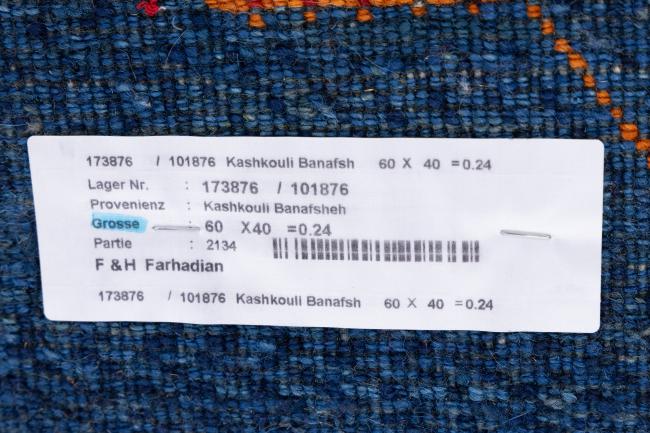 173876 / 101876 Kashkouli Banafsh 60 X 40 =0.24
Lager Nr. : 173876 / 101876
Provenienz : Kashkouli Banafsheh
Grosse : 60 X40 =0.24
Partie : 2134
F &H Farhadian
173876 / 101876 Kashkouli Banafsh 60 X 40 =0.24